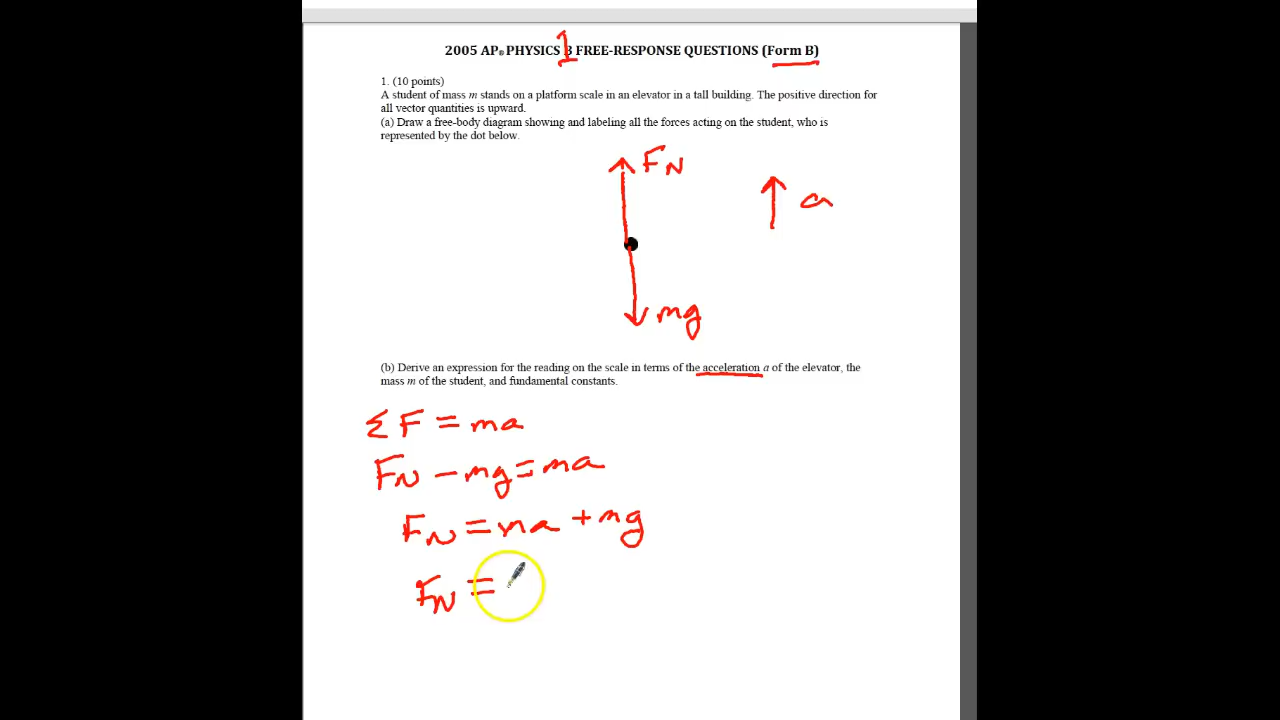 2005 AP® PHYSICS 1 FREE-RESPONSE QUESTIONS (Form B)
1. (10 points)
A student of mass m stands on a platform scale in an elevator in a tall building. The positive direction for
all vector quantities is upward.
(a) Draw a free-body diagram showing and labeling all the forces acting on the student, who is
represented by the dot below.
FN
a
mg
(b) Derive an expression for the reading on the scale in terms of the acceleration a of the elevator, the
mass m of the student, and fundamental constants.
ΣF = ma
FN - mg = ma
FN = ma + mg
FN =